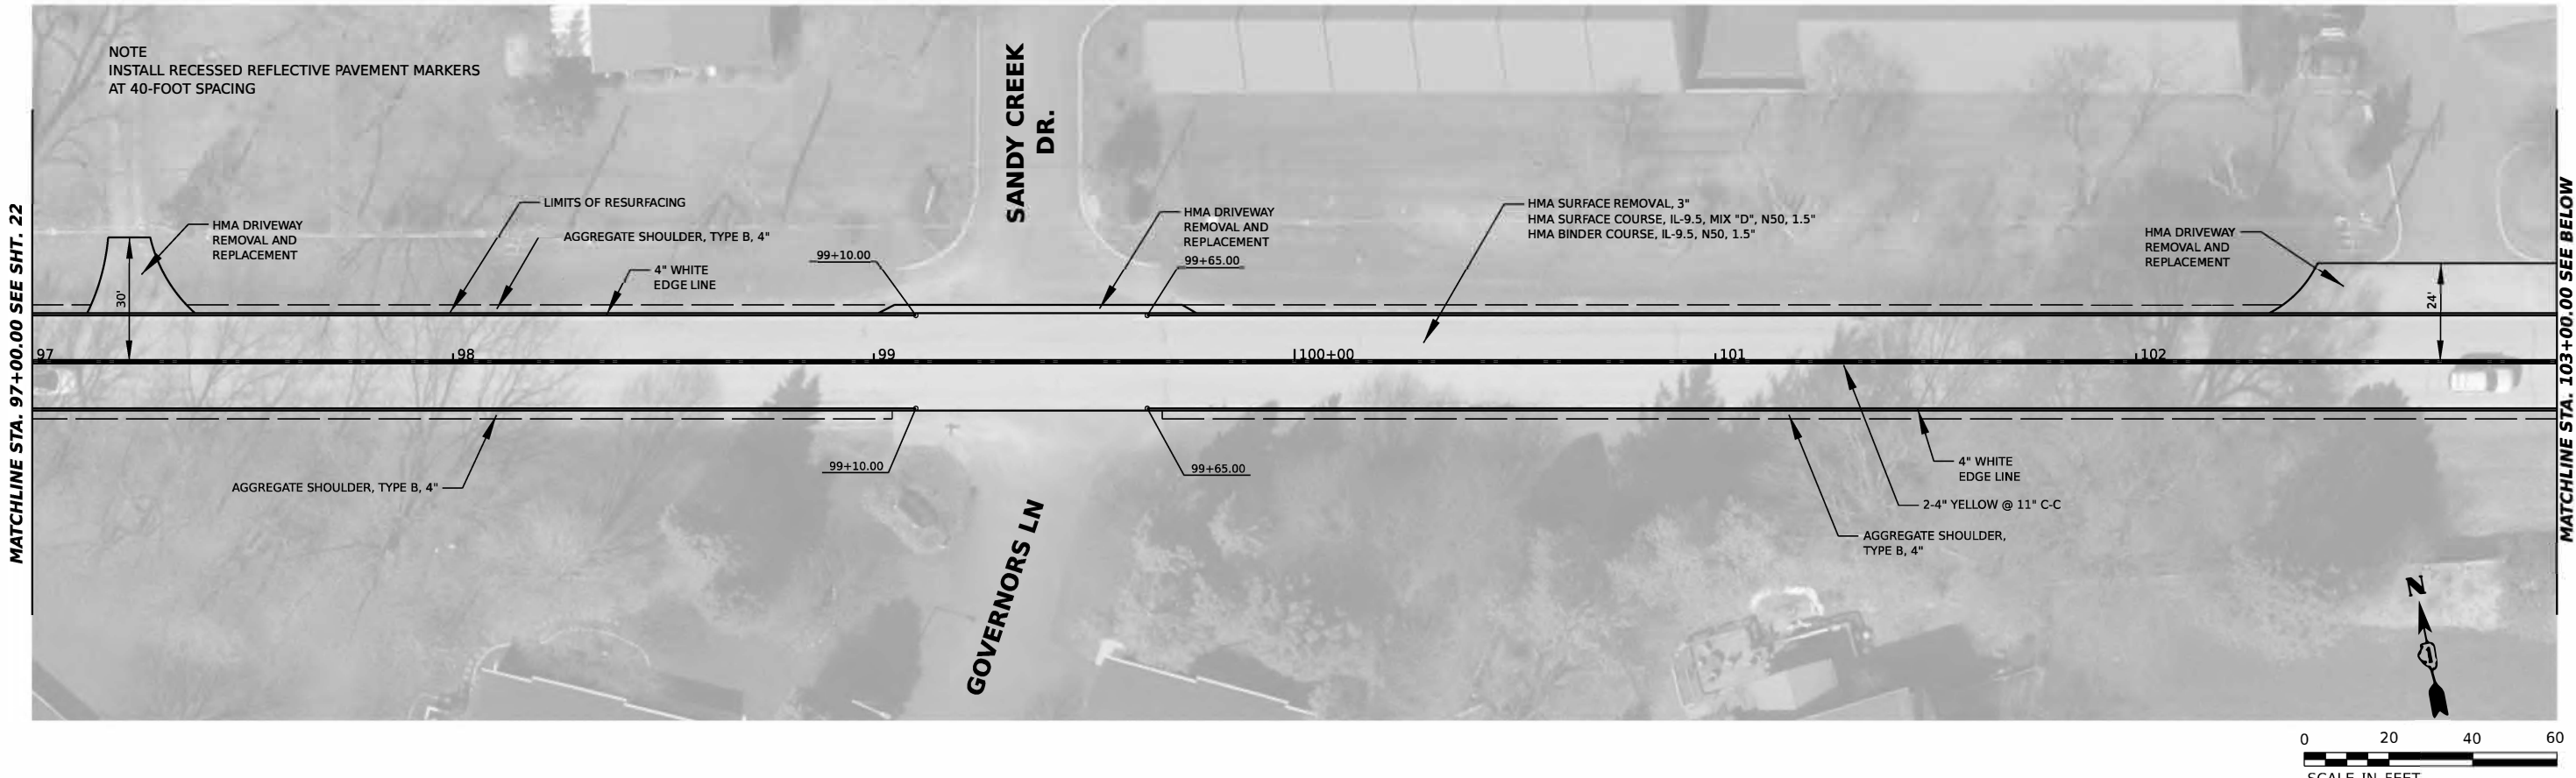 NOTE
INSTALL RECESSED REFLECTIVE PAVEMENT MARKERS
AT 40-FOOT SPACING
SANDY CREEK
DR.
MATCHLINE STA. 97+00.00 SEE SHT. 22
HMA DRIVEWAY
REMOVAL AND
REPLACEMENT
30'
LIMITS OF RESURFACING
AGGREGATE SHOULDER, TYPE B, 4"
4" WHITE
EDGE LINE
99+10.00
HMA DRIVEWAY
REMOVAL AND
REPLACEMENT
99+65.00
HMA SURFACE REMOVAL, 3"
HMA SURFACE COURSE, IL-9.5, MIX "D", N50, 1.5"
HMA BINDER COURSE, IL-9.5, N50, 1.5"
HMA DRIVEWAY
REMOVAL AND
REPLACEMENT
24'
MATCHLINE STA. 103+00.00 SEE BELOW
97
98
99
100+00
101
102
AGGREGATE SHOULDER, TYPE B, 4"
99+10.00
99+65.00
GOVERNORS LN
4" WHITE
EDGE LINE
2-4" YELLOW @ 11" C-C
AGGREGATE SHOULDER,
TYPE B, 4"
N
1
0 20 40 60
SCALE IN FEET